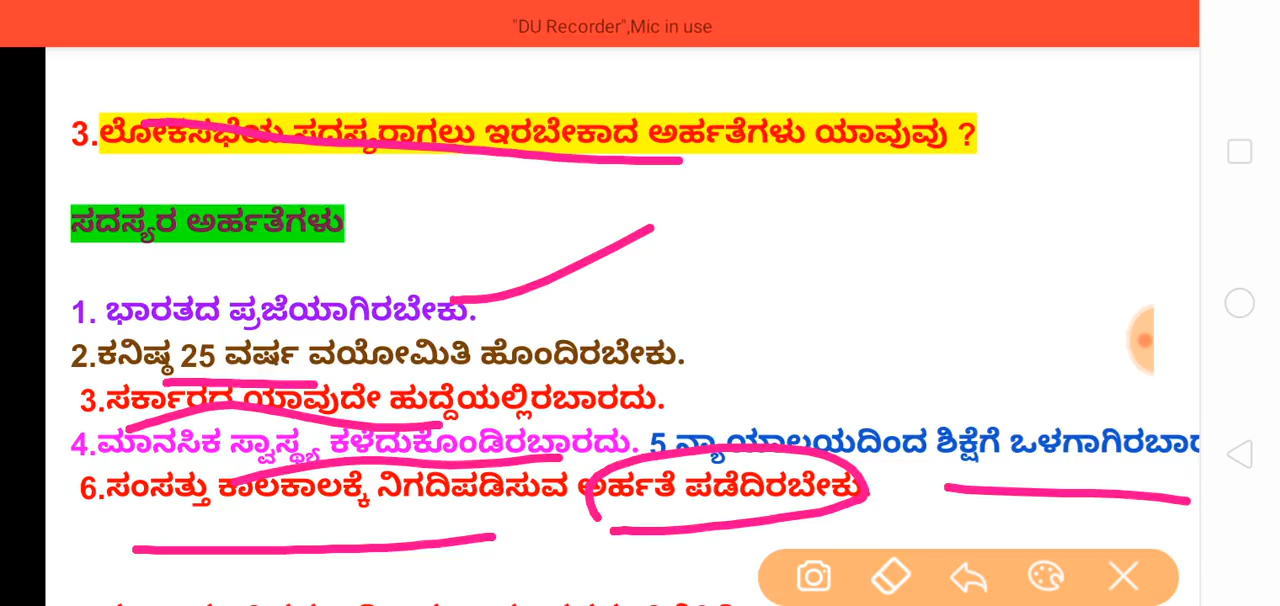 "DU Recorder",Mic in use
3.ಲೋಕಸಭೆಯ ಸದಸ್ಯರಾಗಲು ಇರಬೇಕಾದ ಅರ್ಹತೆಗಳು ಯಾವುವು ?
ಸದಸ್ಯರ ಅರ್ಹತೆಗಳು
1. ಭಾರತದ ಪ್ರಜೆಯಾಗಿರಬೇಕು.
2.ಕನಿಷ್ಠ 25 ವರ್ಷ ವಯೋಮಿತಿ ಹೊಂದಿರಬೇಕು.
3.ಸರ್ಕಾರದ ಯಾವುದೇ ಹುದ್ದೆಯಲ್ಲಿರಬಾರದು.
4.ಮಾನಸಿಕ ಸ್ವಾಸ್ಥ್ಯ ಕಳೆದುಕೊಂಡಿರಬಾರದು. 5.ನ್ಯಾಯಾಲಯದಿಂದ ಶಿಕ್ಷೆಗೆ
6.ಸಂಸತ್ತು ಕಾಲಕಾಲಕ್ಕೆ ನಿಗದಿಪಡಿಸುವ ಅರ್ಹತೆ ಪಡೆದಿರಬೇಕು.